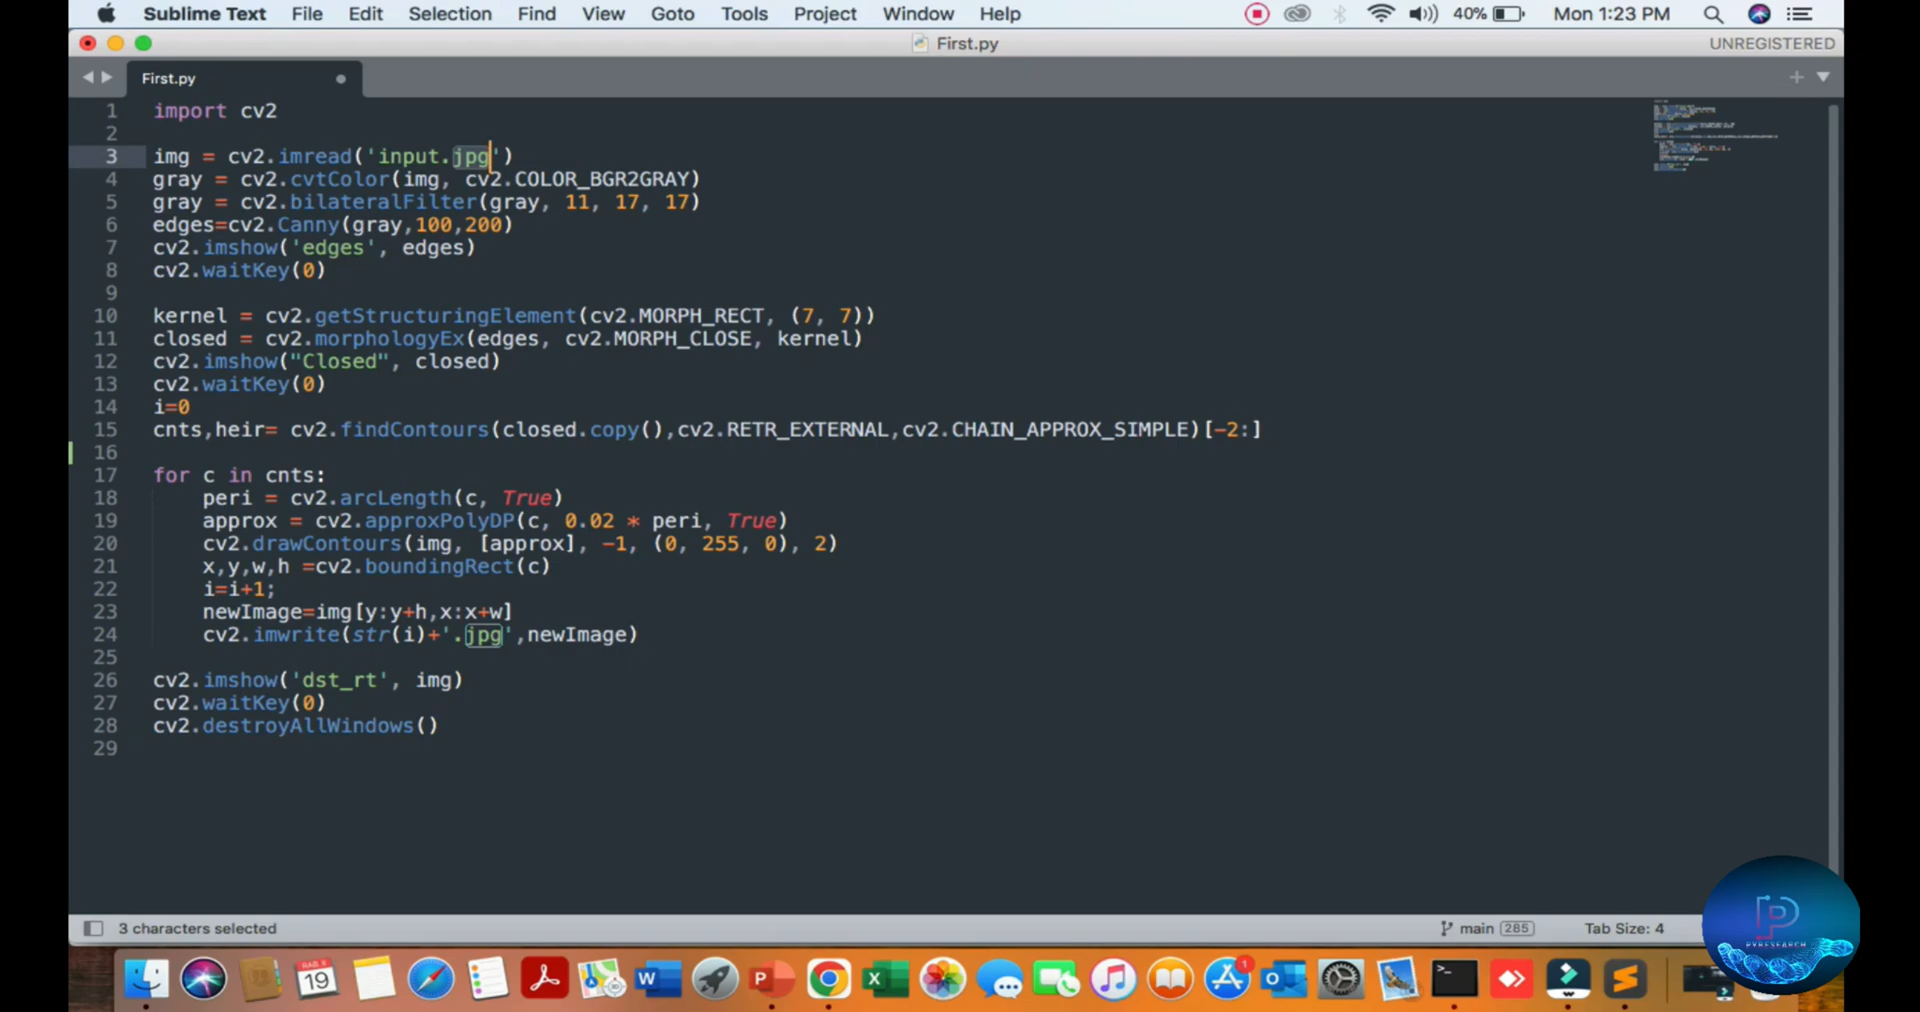 Sublime Text File Edit Selection Find View Goto Tools Project Window Help 40% Mon 1:23 PM
First.py UNREGISTERED
First.py
1 import cv2
2
3 img = cv2.imread('input.jpg')
4 gray = cv2.cvtColor(img, cv2.COLOR_BGR2GRAY)
5 gray = cv2.bilateralFilter(gray, 11, 17, 17)
6 edges=cv2.Canny(gray,100,200)
7 cv2.imshow('edges', edges)
8 cv2.waitKey(0)
9
10 kernel = cv2.getStructuringElement(cv2.MORPH_RECT, (7, 7))
11 closed = cv2.morphologyEx(edges, cv2.MORPH_CLOSE, kernel)
12 cv2.imshow("Closed", closed)
13 cv2.waitKey(0)
14 i=0
15 cnts,heir= cv2.findContours(closed.copy(),cv2.RETR_EXTERNAL,cv2.CHAIN_APPROX_SIMPLE)[-2:]
16
17 for c in cnts:
18 peri = cv2.arcLength(c, True)
19 approx = cv2.approxPolyDP(c, 0.02 * peri, True)
20 cv2.drawContours(img, [approx], -1, (0, 255, 0), 2)
21 x,y,w,h =cv2.boundingRect(c)
22 i=i+1;
23 newImage=img[y:y+h,x:x+w]
24 cv2.imwrite(str(i)+'.jpg',newImage)
25
26 cv2.imshow('dst_rt', img)
27 cv2.waitKey(0)
28 cv2.destroyAllWindows()
29
3 characters selected main 285 Tab Size: 4
PYRESEARCH
19 W P X 1 O >_